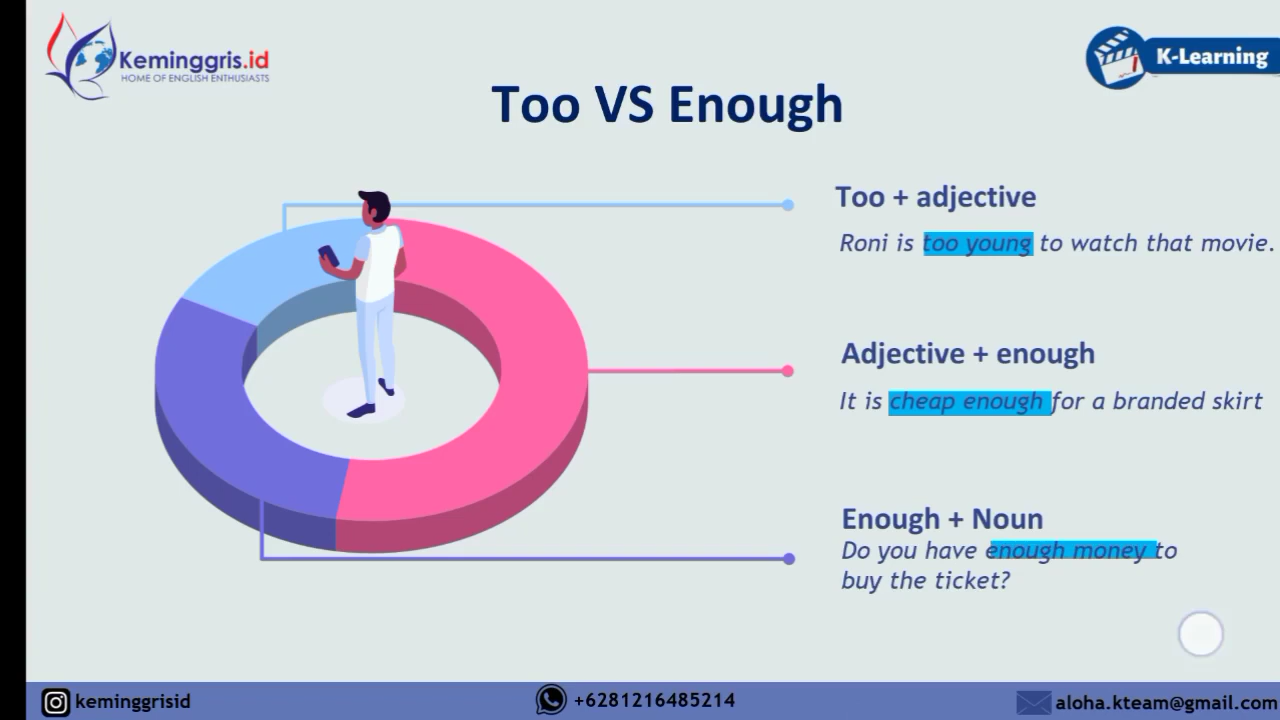 Keminggris.id
HOME OF ENGLISH ENTHUSIASTS
K-Learning
Too VS Enough
Too + adjective
Roni is too young to watch that movie.
Adjective + enough
It is cheap enough for a branded skirt
Enough + Noun
Do you have enough money to
buy the ticket?
keminggrisid
+6281216485214
aloha.kteam@gmail.com